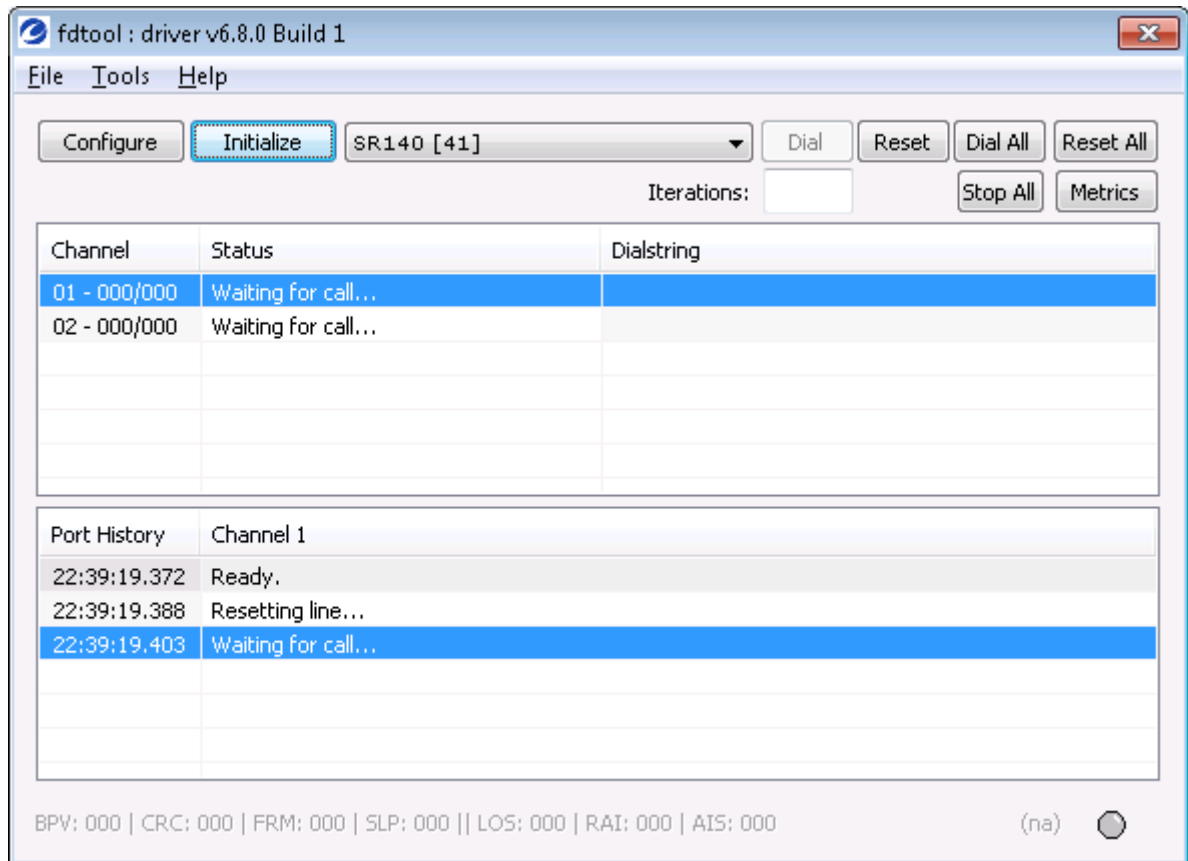 fdtool : driver v6.8.0 Build 1
File Tools Help
Configure Initialize SR140 [41] Dial Reset Dial All Reset All
Iterations: Stop All Metrics
Channel Status Dialstring
01 - 000/000 Waiting for call...
02 - 000/000 Waiting for call...
Port History Channel 1
22:39:19.372 Ready.
22:39:19.388 Resetting line...
22:39:19.403 Waiting for call...
BPV: 000 | CRC: 000 | FRM: 000 | SLP: 000 || LOS: 000 | RAI: 000 | AIS: 000 (na)